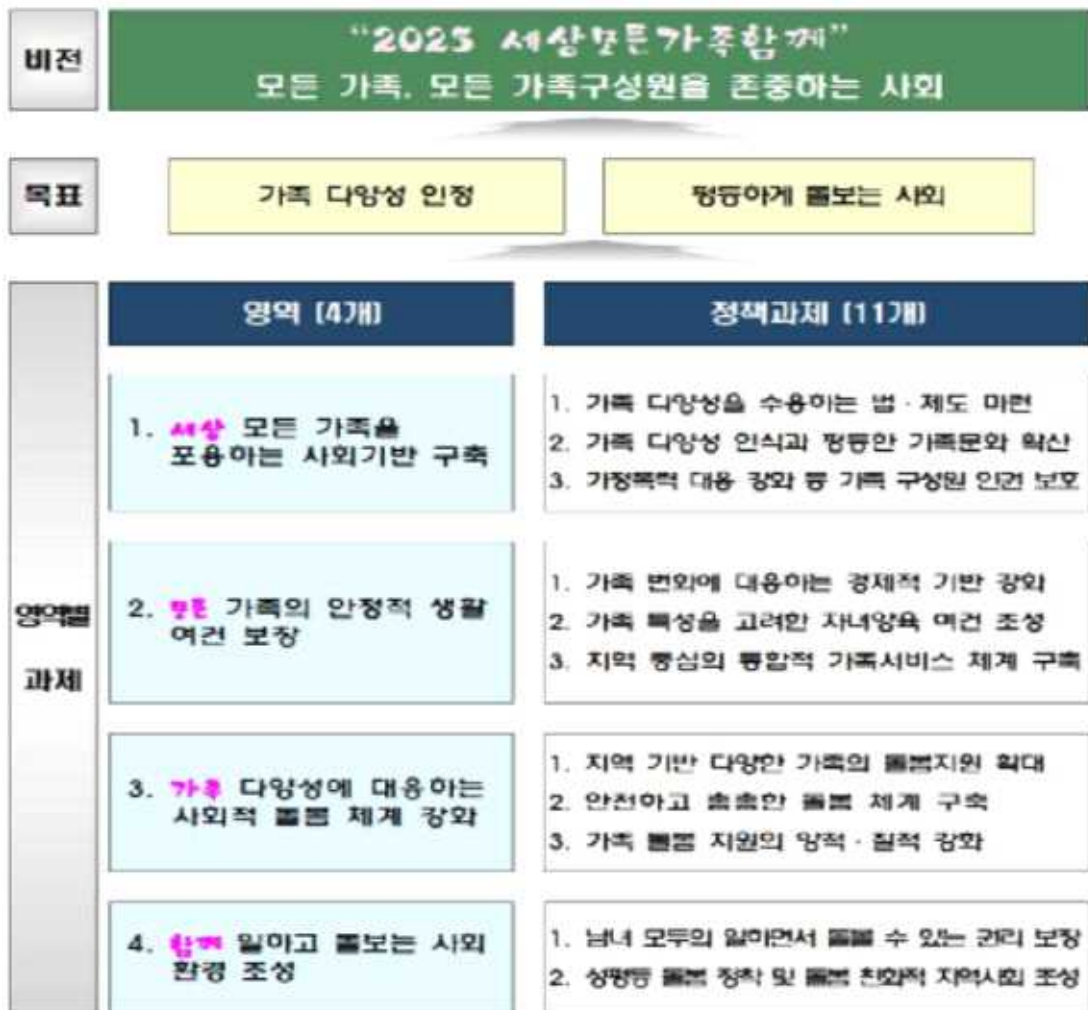 비전
“2025 세상모든가족함께”
모든 가족, 모든 가족구성원을 존중하는 사회
목표
가족 다양성 인정
평등하게 돌보는 사회
영역별
과제
영역 (4개)
정책과제 (11개)
1. 세상 모든 가족을
포용하는 사회기반 구축
1. 가족 다양성을 수용하는 법 · 제도 마련
2. 가족 다양성 인식과 평등한 가족문화 확산
3. 가정폭력 대응 강화 등 가족 구성원 인권 보호
2. 모든 가족의 안정적 생활
여건 보장
1. 가족 변화에 대응하는 경제적 기반 강화
2. 가족 특성을 고려한 자녀양육 여건 조성
3. 지역 중심의 통합적 가족서비스 체계 구축
3. 가족 다양성에 대응하는
사회적 돌봄 체계 강화
1. 지역 기반 다양한 가족의 돌봄지원 확대
2. 안전하고 촘촘한 돌봄 체계 구축
3. 가족 돌봄 지원의 양적 · 질적 강화
4. 함께 일하고 돌보는 사회
환경 조성
1. 남녀 모두의 일하면서 돌볼 수 있는 권리 보장
2. 성평등 돌봄 정착 및 돌봄 친화적 지역사회 조성